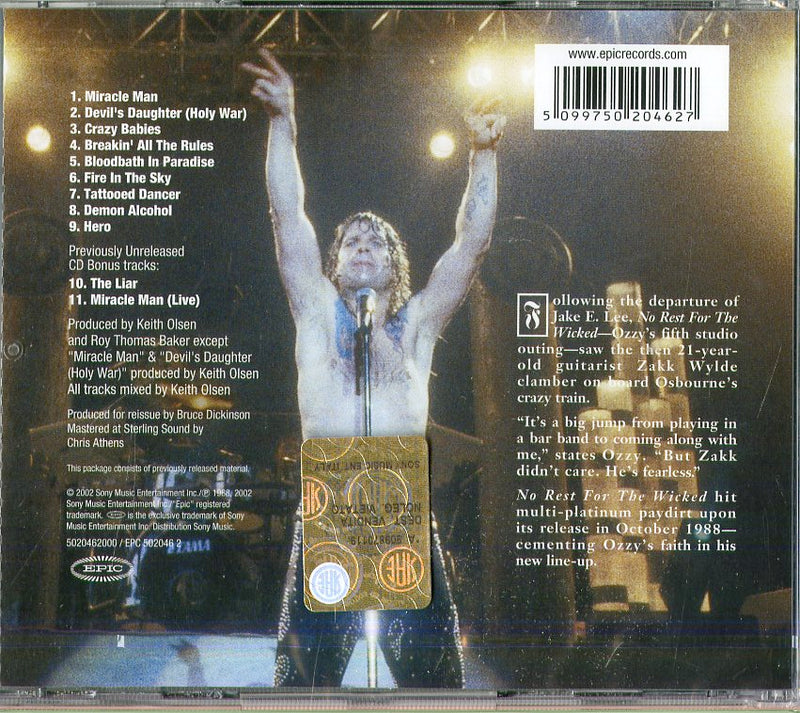 www.epicrecords.com
5 099750 204627
1. Miracle Man
2. Devil's Daughter (Holy War)
3. Crazy Babies
4. Breakin' All The Rules
5. Bloodbath In Paradise
6. Fire In The Sky
7. Tattooed Dancer
8. Demon Alcohol
9. Hero
Previously Unreleased
CD Bonus tracks:
10. The Liar
11. Miracle Man (Live)
Produced by Keith Olsen
and Roy Thomas Baker except
"Miracle Man" & "Devil's Daughter
(Holy War)" produced by Keith Olsen
All tracks mixed by Keith Olsen
Produced for reissue by Bruce Dickinson
Mastered at Sterling Sound by
Chris Athens
This package consists of previously released material.
© 2002 Sony Music Entertainment Inc./℗ 1988, 2002
Sony Music Entertainment Inc./"Epic" registered
trademark. EPIC is the exclusive trademark of Sony
Music Entertainment Inc. Distribution Sony Music.
5020462000 / EPC 502046 2
EPIC
Following the departure of
Jake E. Lee, No Rest For The
Wicked—Ozzy's fifth studio
outing—saw the then 21-year-
old guitarist Zakk Wylde
clamber on board Osbourne's
crazy train.
"It's a big jump from playing in
a bar band to coming along with
me," states Ozzy. "But Zakk
didn't care. He's fearless."
No Rest For The Wicked hit
multi-platinum paydirt upon
its release in October 1988—
cementing Ozzy's faith in his
new line-up.
SONY MUSIC ENT. ITALY
DEST. VENDITA
NOLEG. VIETATO
TAMA